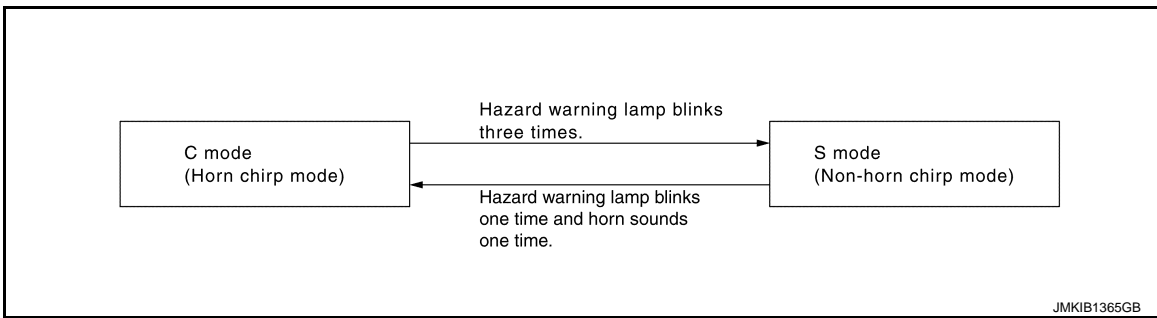 Hazard warning lamp blinks
three times.
C mode
(Horn chirp mode)
S mode
(Non-horn chirp mode)
Hazard warning lamp blinks
one time and horn sounds
one time.
JMKIB1365GB